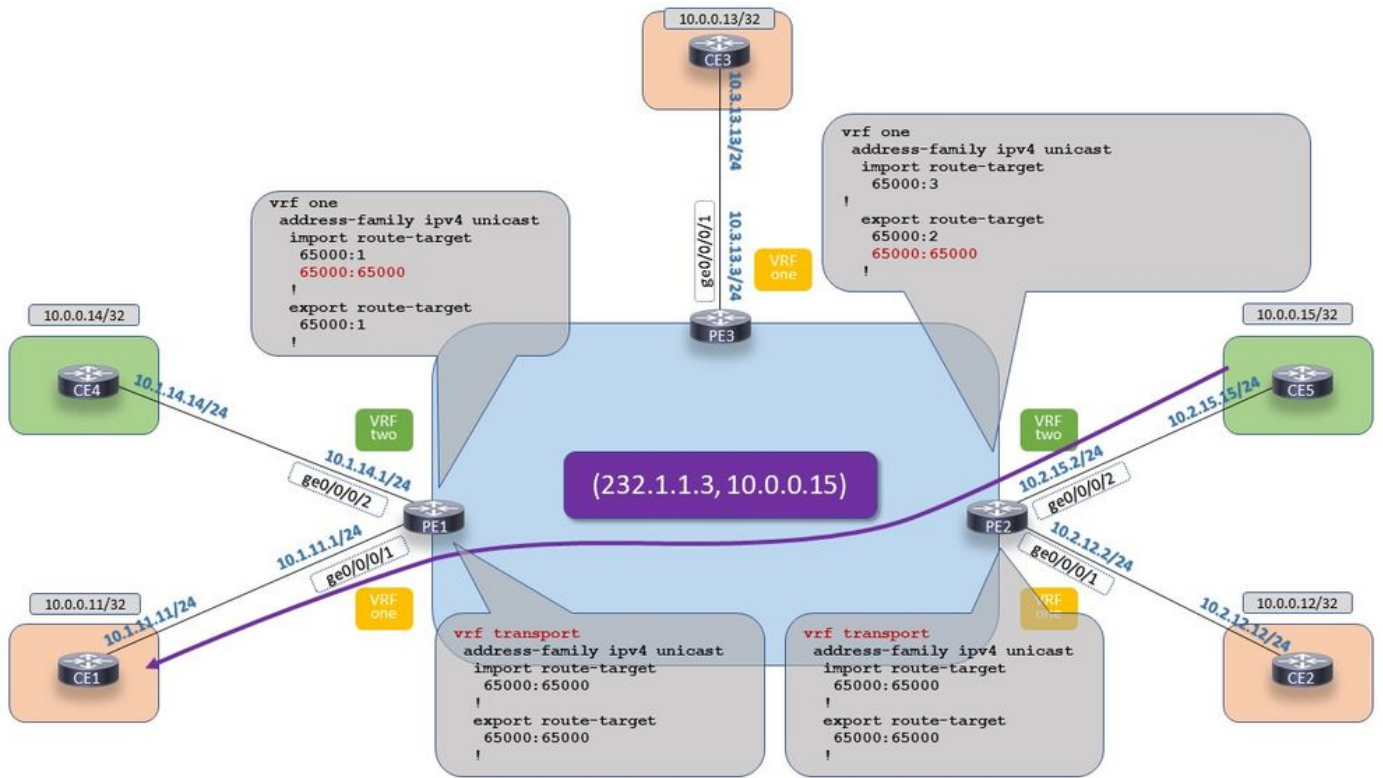 10.0.0.13/32
CE3
10.3.13.13/24
vrf one
address-family ipv4 unicast
import route-target
65000:3
!
export route-target
65000:2
65000:65000
!
vrf one
address-family ipv4 unicast
import route-target
65000:1
65000:65000
!
export route-target
65000:1
!
ge0/0/0/1
10.3.13.3/24
VRF
one
PE3
10.0.0.14/32
CE4
10.1.14.14/24
VRF
two
10.1.14.1/24
ge0/0/0/2
10.0.0.15/32
CE5
10.2.15.15/24
VRF
two
10.2.15.2/24
ge0/0/0/2
(232.1.1.3, 10.0.0.15)
PE1
PE2
10.1.11.1/24
ge0/0/0/1
VRF
one
10.2.12.2/24
ge0/0/0/1
VRF
one
10.0.0.11/32
10.1.11.11/24
CE1
10.0.0.12/32
10.2.12.12/24
CE2
vrf transport
address-family ipv4 unicast
import route-target
65000:65000
!
export route-target
65000:65000
!
vrf transport
address-family ipv4 unicast
import route-target
65000:65000
!
export route-target
65000:65000
!